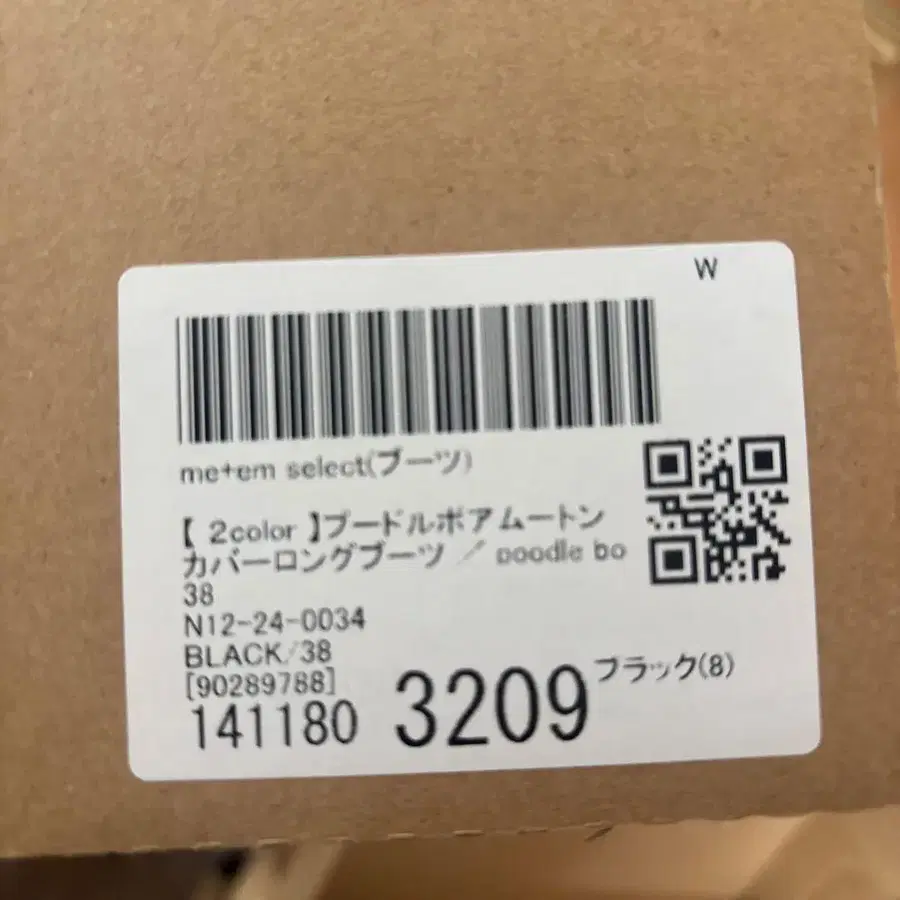 W
me+em select(ブーツ)
【 2color 】プードルボアムートン
カバーロングブーツ ／ poodle bo
38
N12-24-0034
BLACK/38
[90289788]
141180 3209 ブラック(8)